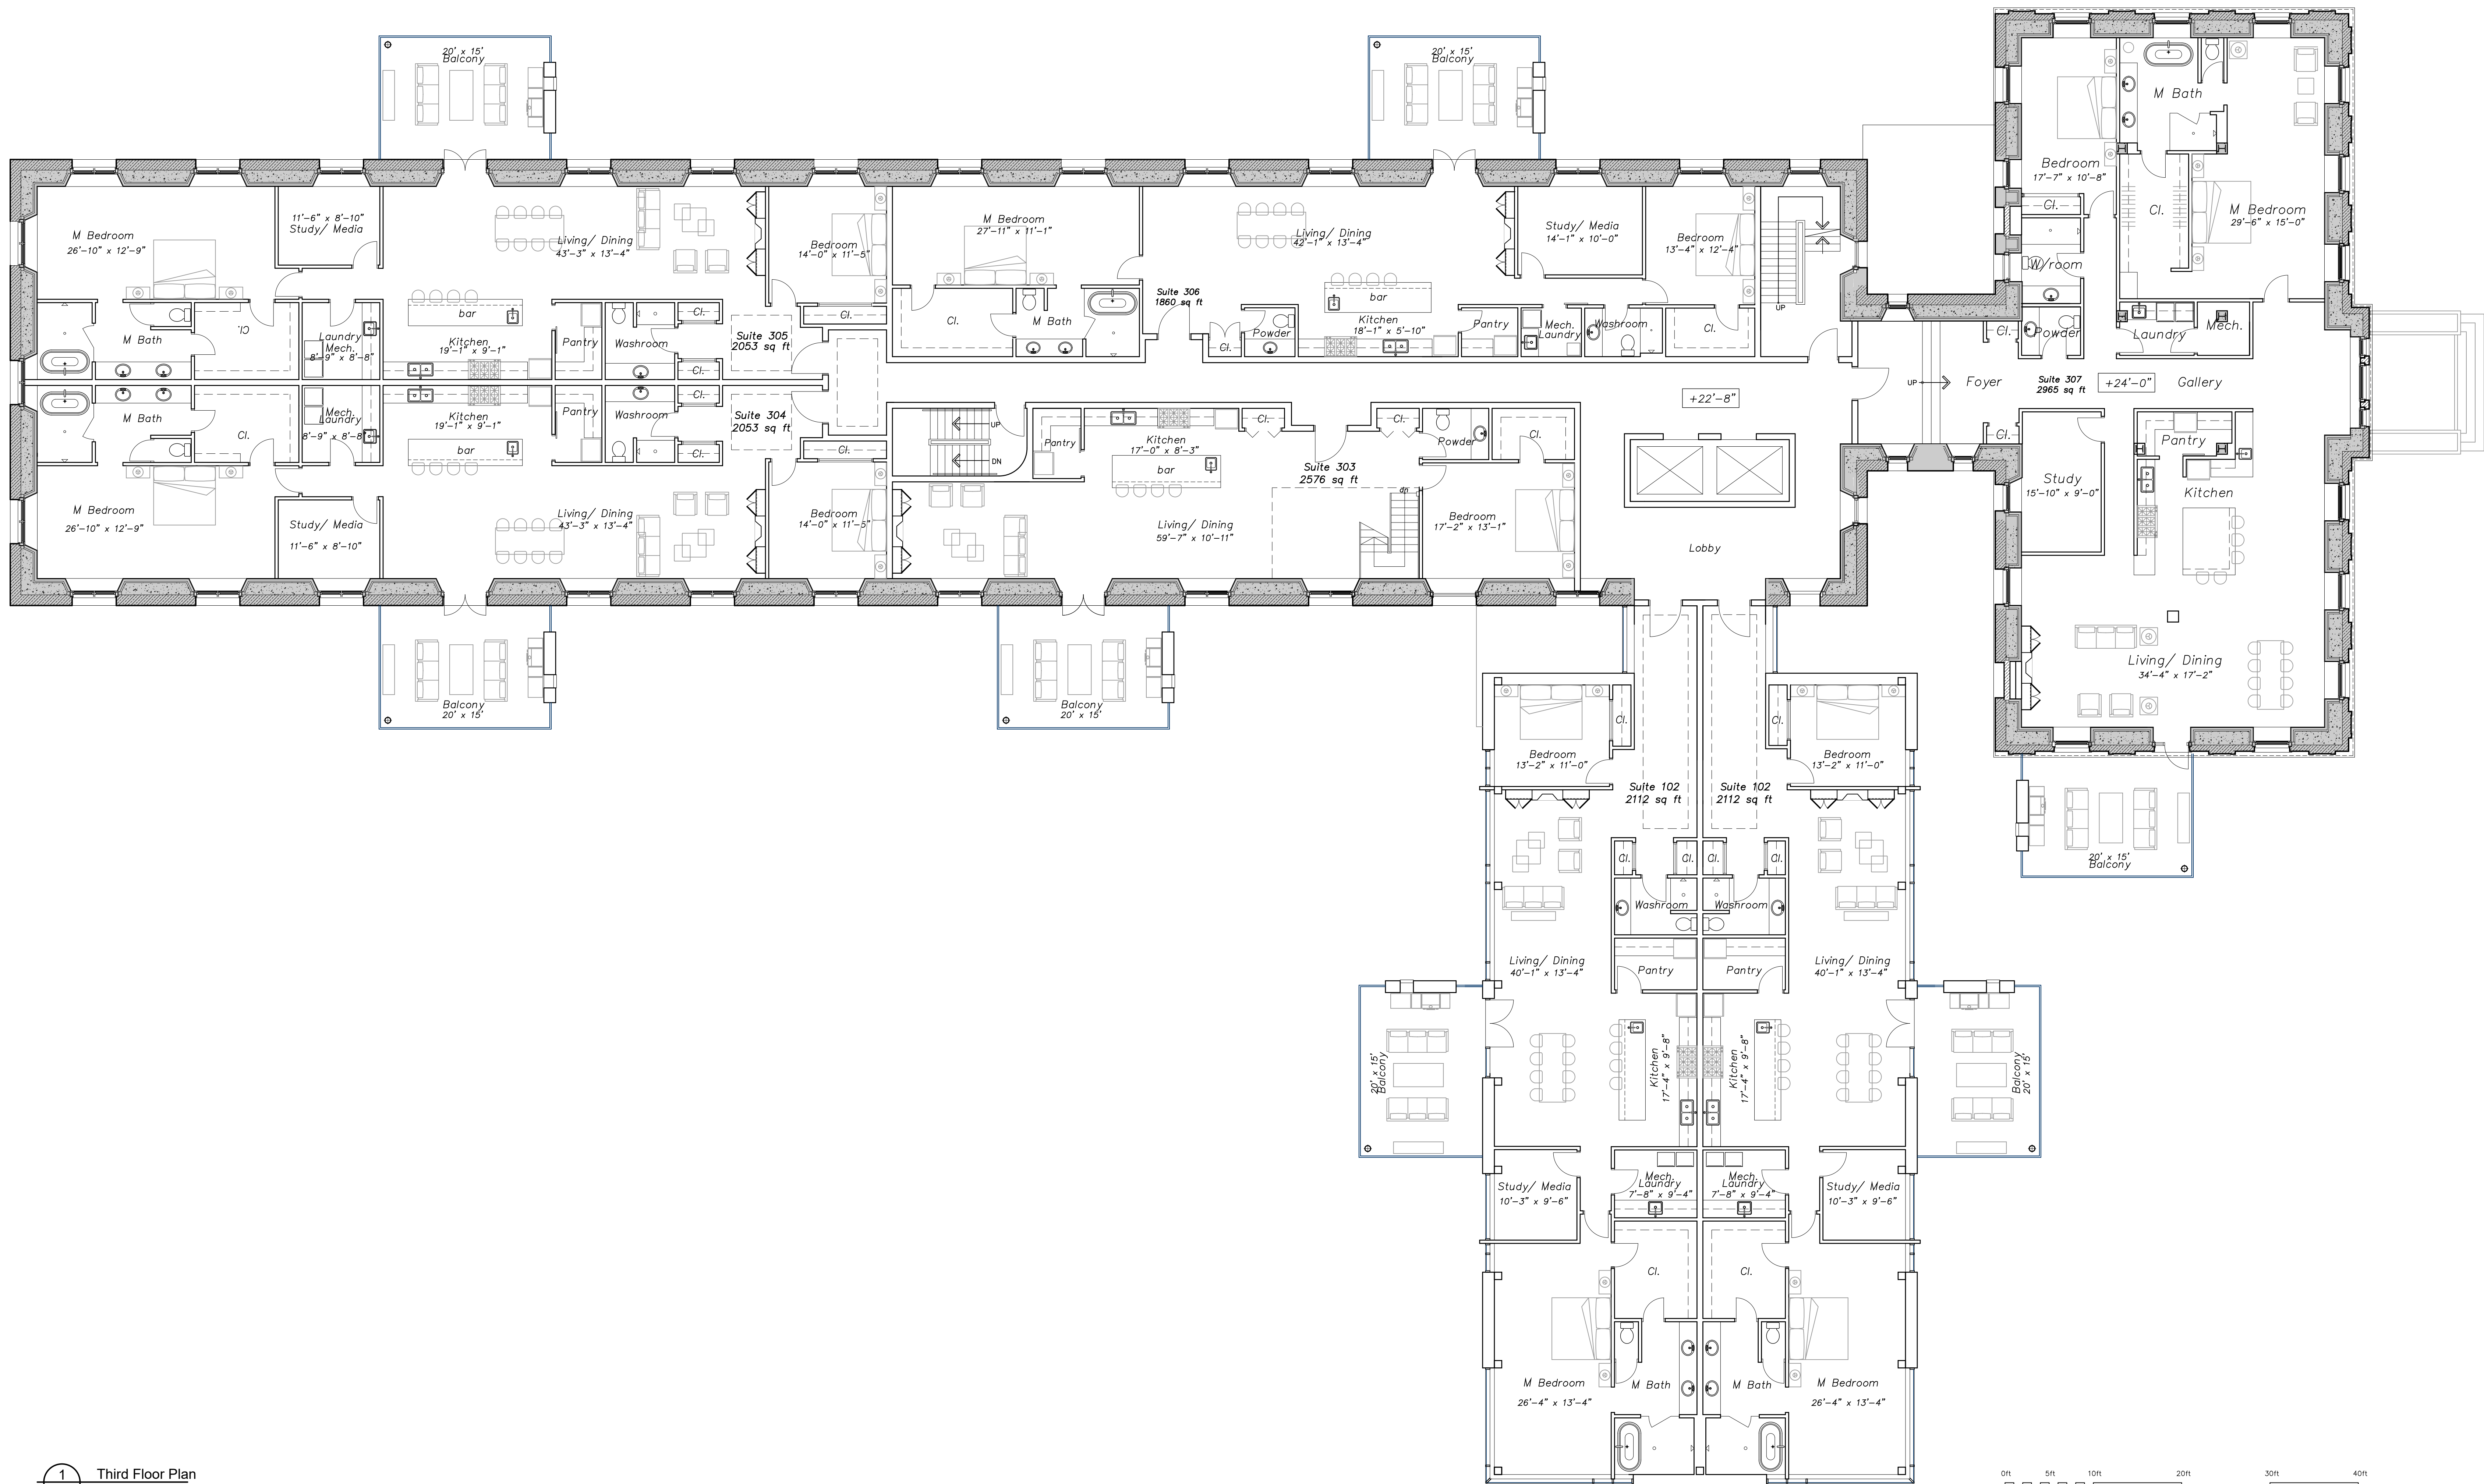 20' x 15'
Balcony
20' x 15'
Balcony
M Bedroom
26'-10" x 12'-9"
11'-6" x 8'-10"
Study/ Media
Living/ Dining
43'-3" x 13'-4"
Bedroom
14'-0" x 11'-5"
M Bedroom
27'-11" x 11'-1"
Living/ Dining
42'-1" x 13'-4"
Study/ Media
14'-1" x 10'-0"
Bedroom
13'-4" x 12'-4"
UP
M Bath
Cl.
Laundry
Mech.
8'-9" x 8'-8"
bar
Kitchen
19'-1" x 9'-1"
Pantry
Washroom
Cl.
Cl.
Suite 305
2053 sq ft
Cl.
Cl.
M Bath
Suite 306
1860 sq ft
Cl.
Powder
bar
Kitchen
18'-1" x 5'-10"
Pantry
Mech.
Laundry
Washroom
Cl.
M Bath
Cl.
Mech.
Laundry
8'-9" x 8'-8"
Kitchen
19'-1" x 9'-1"
bar
Pantry
Washroom
Cl.
Cl.
Suite 304
2053 sq ft
Cl.
M Bedroom
26'-10" x 12'-9"
Study/ Media
11'-6" x 8'-10"
Living/ Dining
43'-3" x 13'-4"
Bedroom
14'-0" x 11'-5"
UP
DN
Pantry
Kitchen
17'-0" x 8'-3"
bar
Cl.
Cl.
Suite 303
2576 sq ft
Powder
Cl.
dn
Living/ Dining
59'-7" x 10'-11"
Bedroom
17'-2" x 13'-1"
+22'-8"
Lobby
Balcony
20' x 15'
Balcony
20' x 15'
M Bath
Bedroom
17'-7" x 10'-8"
Cl.
Cl.
M Bedroom
29'-6" x 15'-0"
W/room
Cl.
Powder
Laundry
Mech.
UP
Foyer
Suite 307
2965 sq ft
+24'-0"
Gallery
Cl.
Pantry
Study
15'-10" x 9'-0"
Kitchen
Living/ Dining
34'-4" x 17'-2"
20' x 15'
Balcony
Cl.
Cl.
Bedroom
13'-2" x 11'-0"
Bedroom
13'-2" x 11'-0"
Suite 102
2112 sq ft
Suite 102
2112 sq ft
Cl.
Cl.
Cl.
Cl.
Washroom
Washroom
Living/ Dining
40'-1" x 13'-4"
Pantry
Pantry
Living/ Dining
40'-1" x 13'-4"
20' x 15'
Balcony
Kitchen
17'-4" x 9'-8"
Kitchen
17'-4" x 9'-8"
Balcony
20' x 15'
Study/ Media
10'-3" x 9'-6"
Mech.
Laundry
7'-8" x 9'-4"
Mech.
Laundry
7'-8" x 9'-4"
Study/ Media
10'-3" x 9'-6"
Cl.
Cl.
M Bedroom
26'-4" x 13'-4"
M Bath
M Bath
M Bedroom
26'-4" x 13'-4"
1
Third Floor Plan
0ft 5ft 10ft 20ft 30ft 40ft